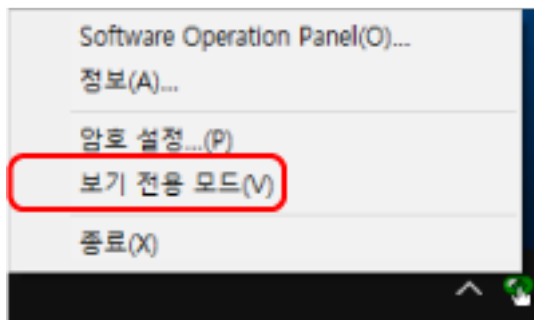 Software Operation Panel(O)...
정보(A)...
암호 설정...(P)
보기 전용 모드(V)
종료(X)